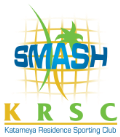 SMASH
KRSC
Katameya Residence Sporting Club